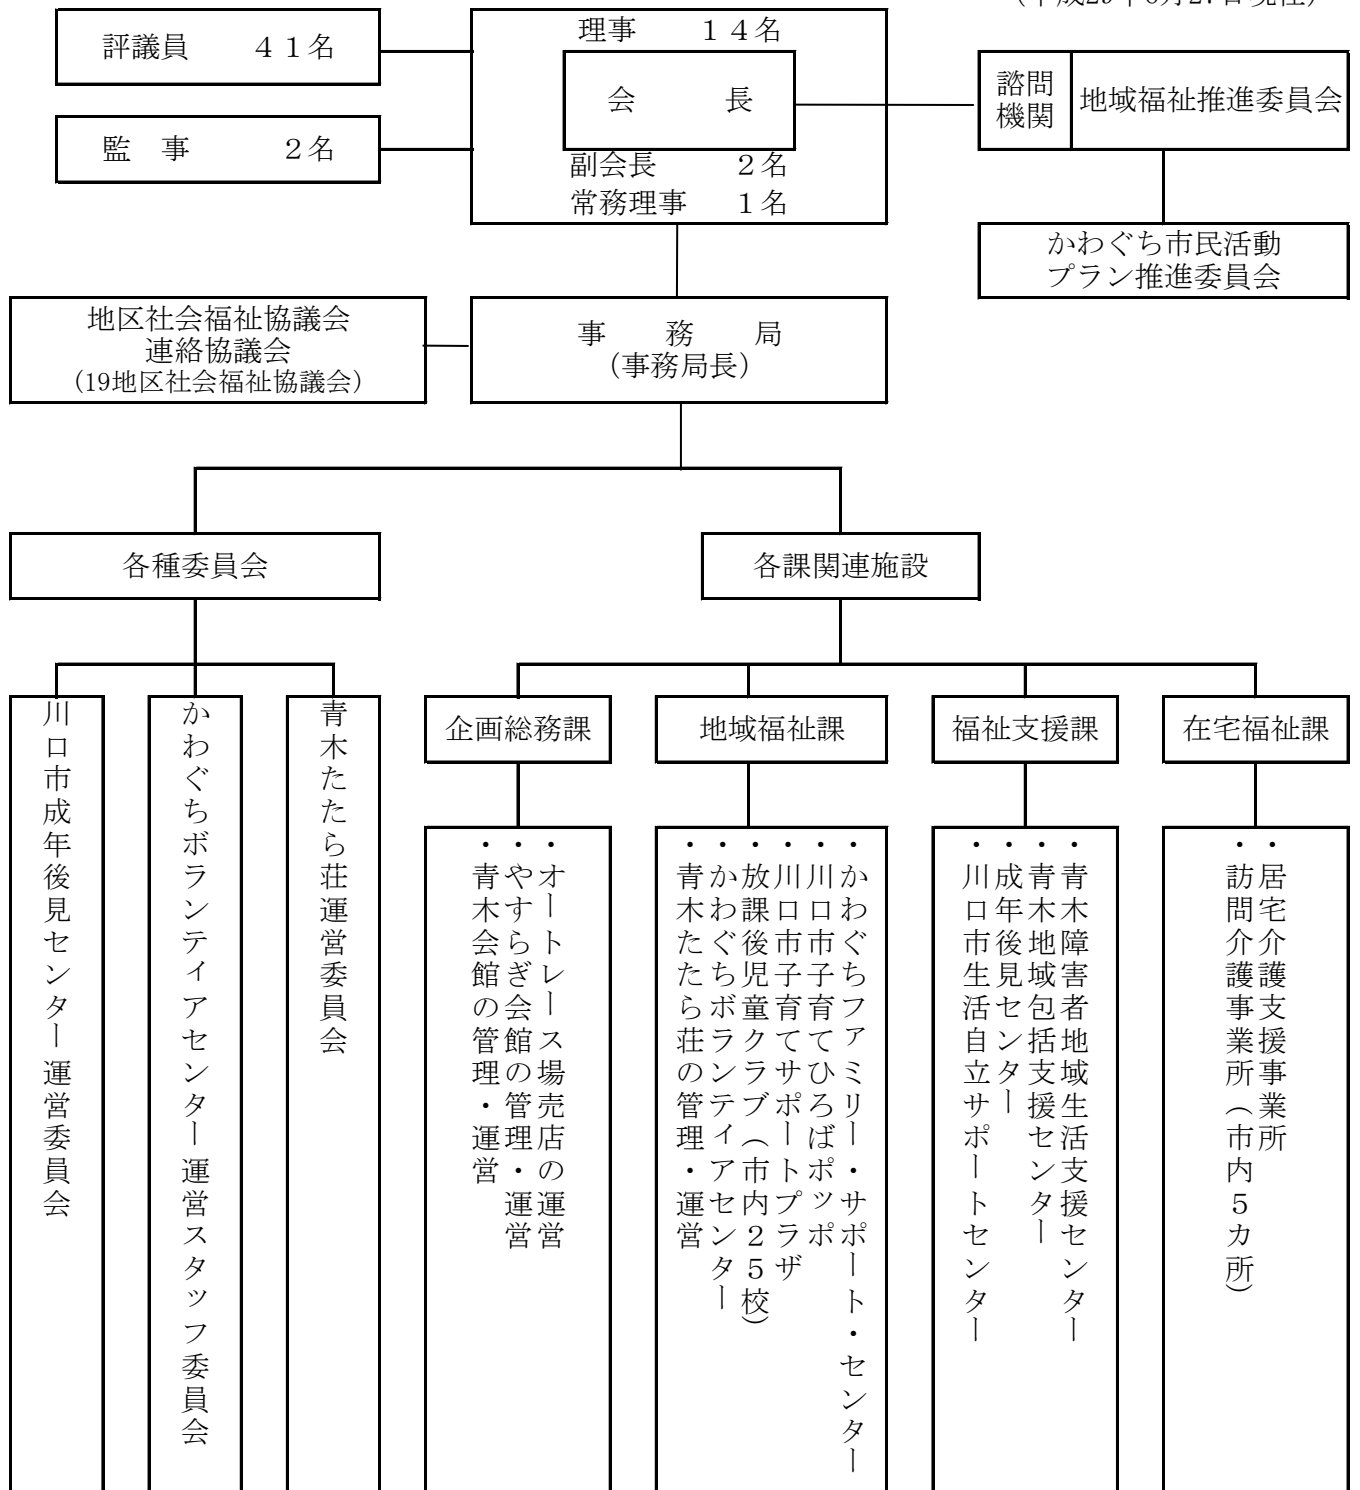 評議員　４１名
監　事　２名
理事　１４名
会　長
副会長　２名
常務理事　１名
諮問
機関
地域福祉推進委員会
かわぐち市民活動
プラン推進委員会
地区社会福祉協議会
連絡協議会
（19地区社会福祉協議会）
事　務　局
（事務局長）
各種委員会
各課関連施設
川口市成年後見センター運営委員会
かわぐちボランティアセンター運営スタッフ委員会
青木たたら荘運営委員会
企画総務課
・オートレース場売店の運営
・やすらぎ会館の管理・運営
・青木会館の管理・運営
地域福祉課
・かわぐちファミリー・サポート・センター
・川口市子育てひろばポッポ
・川口市子育てサポートプラザ
・放課後児童クラブ（市内２５校）
・かわぐちボランティアセンター
・青木たたら荘の管理・運営
福祉支援課
・青木障害者地域生活支援センター
・青木地域包括支援センター
・成年後見センター
・川口市生活自立サポートセンター
在宅福祉課
・居宅介護支援事業所
・訪問介護事業所（市内５カ所）